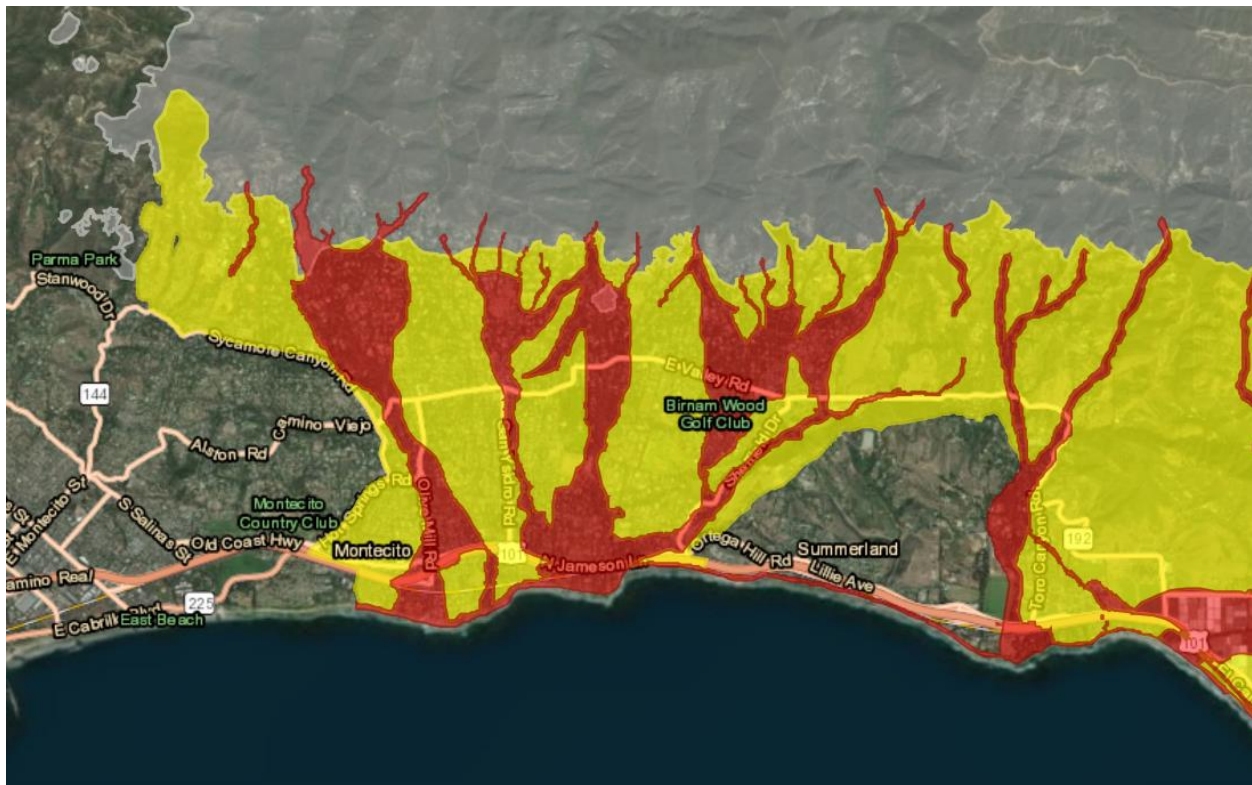 Parma Park
Stanwood Dr
144
Sycamore Canyon Rd
Camino Viejo
Alston Rd
E Valley Rd
Birnam Wood
Golf Club
Sheffield Dr
San Ysidro Rd
Olive Mill Rd
Hot Springs Rd
Montecito
Country Club
E Montecito St
S Salinas St
Old Coast Hwy
Montecito
101
N Jameson Ln
Ortega Hill Rd
Summerland
Lillie Ave
192
Toro Canyon Rd
amino Real
225
E Cabrillo Blvd
East Beach
101